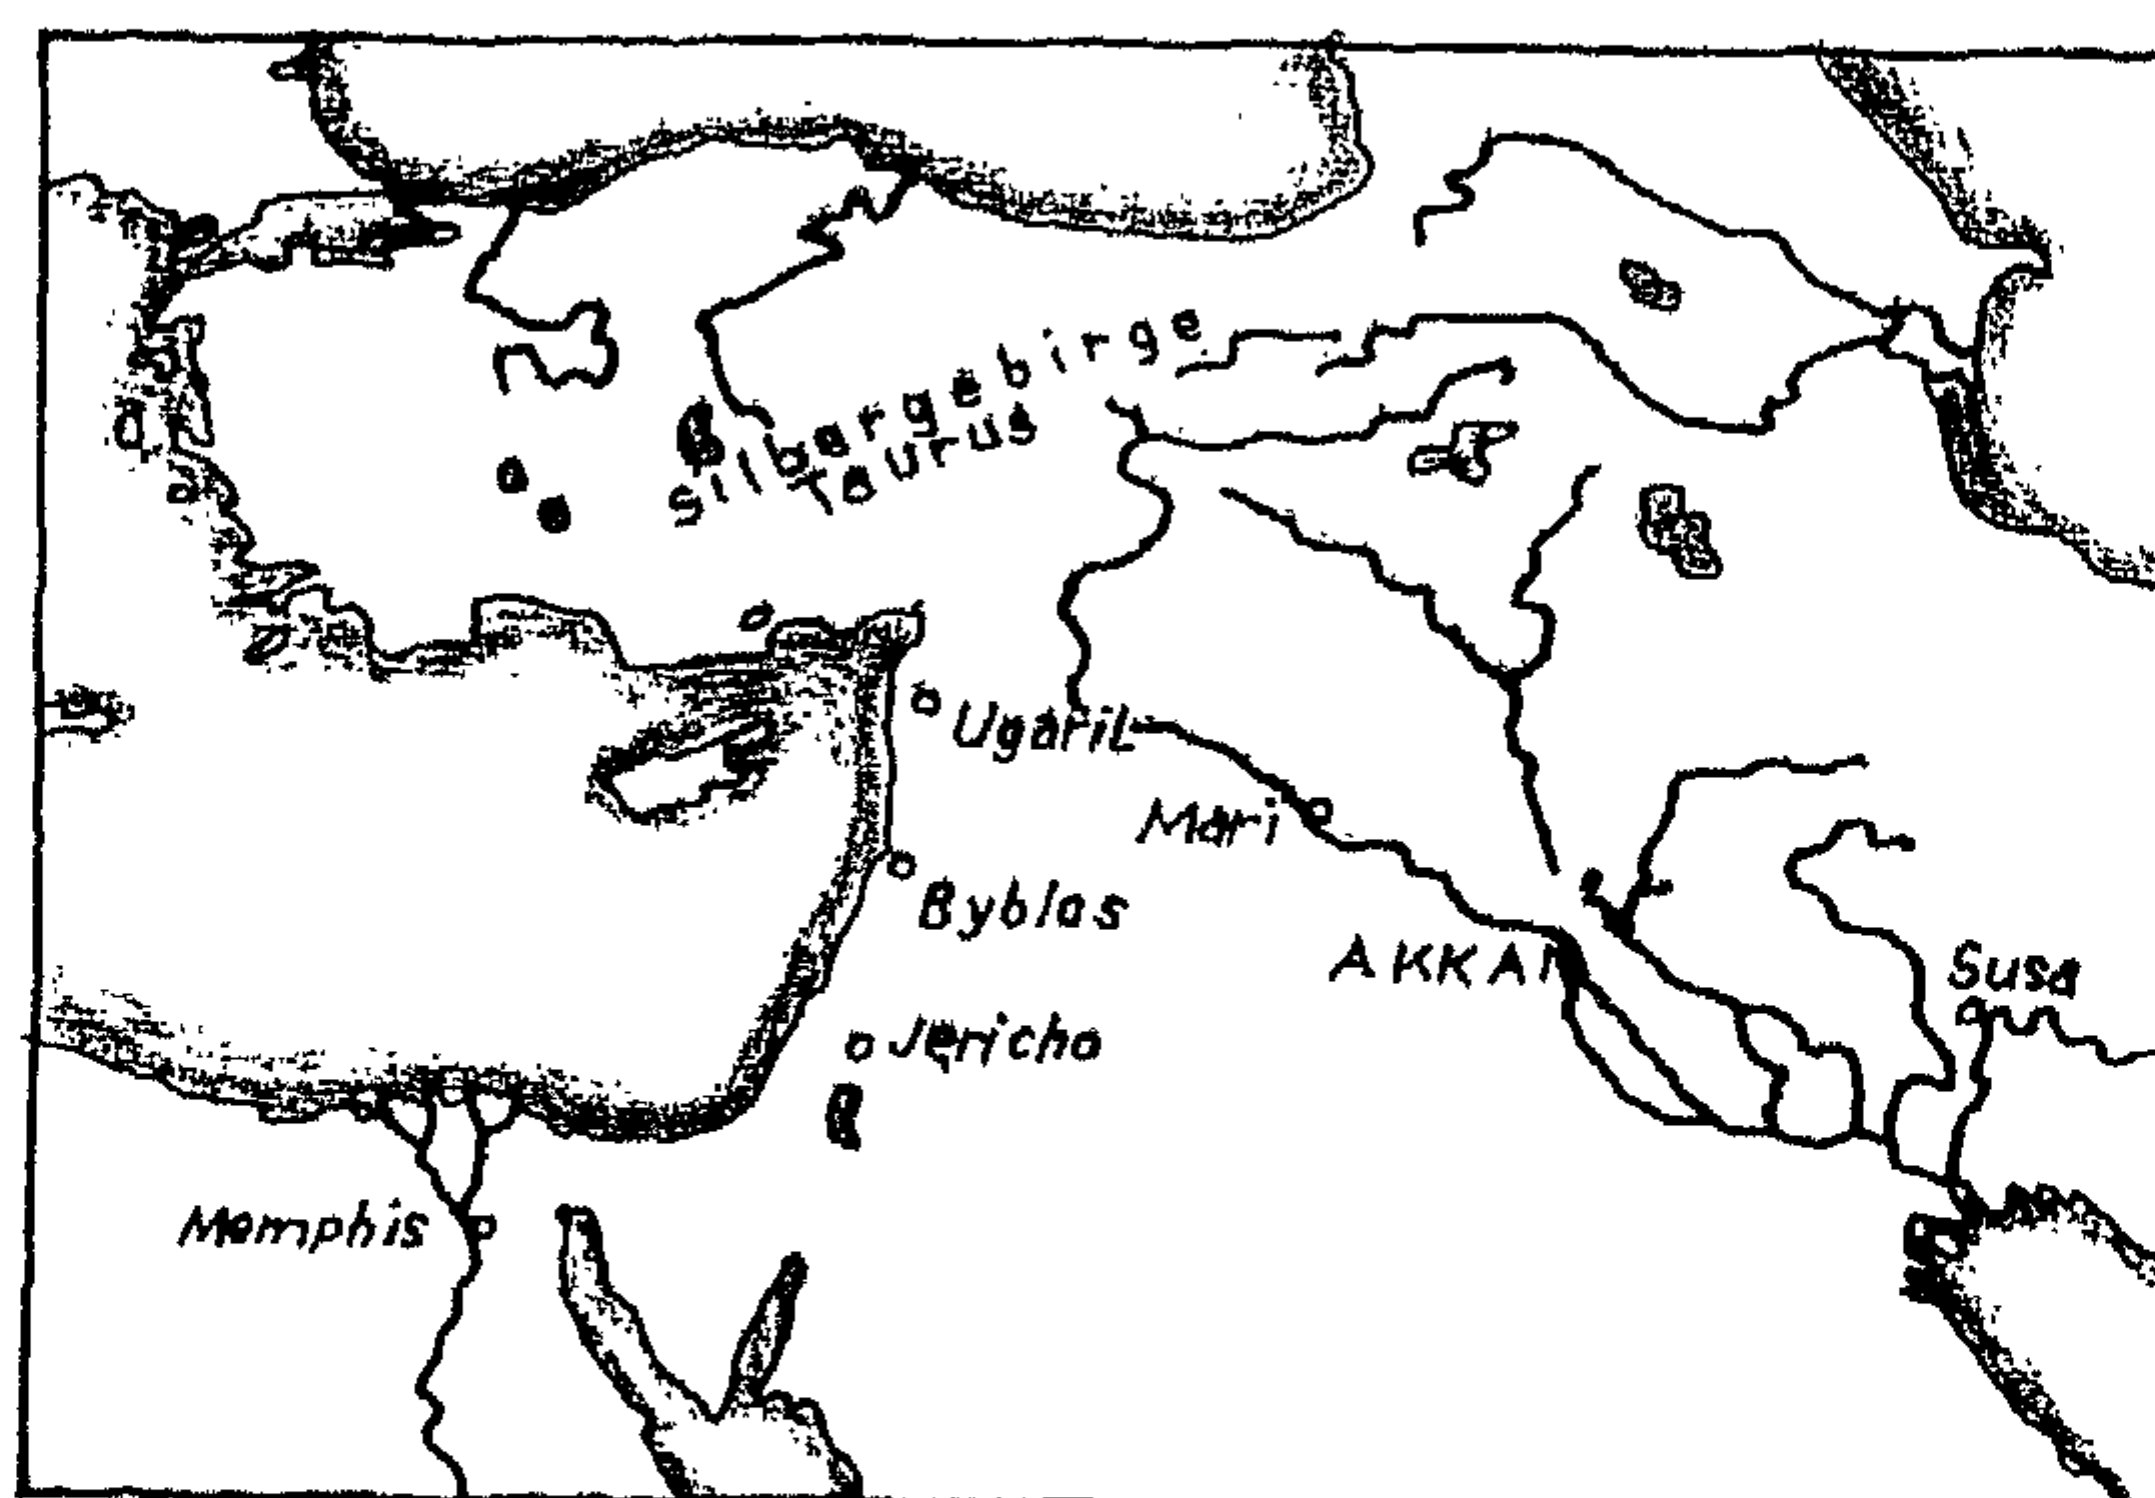 Silbergebirge
Taurus
Ugarit
Mari
Byblos
AKKAD
Susa
Jericho
Memphis